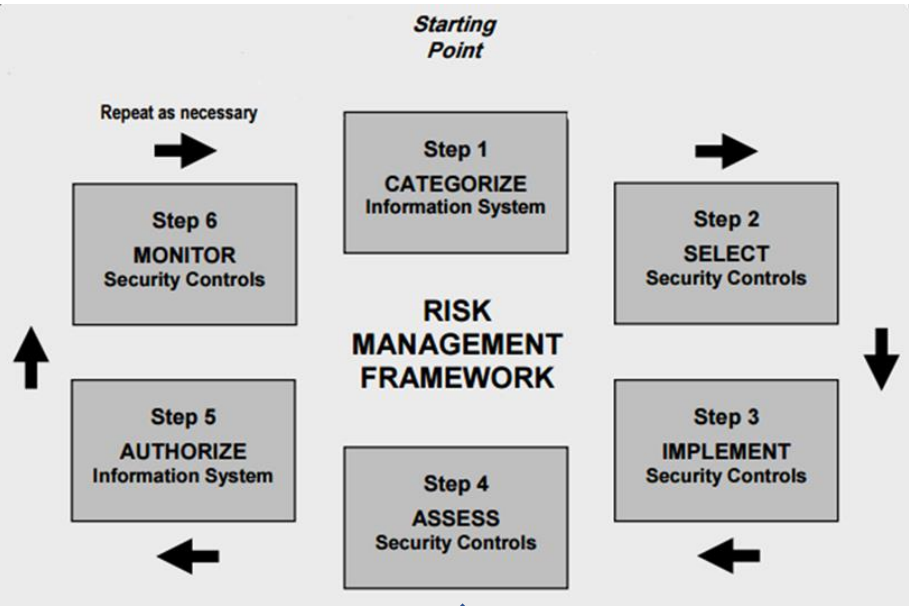 Starting
Point
Repeat as necessary
Step 1
CATEGORIZE
Information System
Step 2
SELECT
Security Controls
Step 3
IMPLEMENT
Security Controls
Step 4
ASSESS
Security Controls
Step 5
AUTHORIZE
Information System
Step 6
MONITOR
Security Controls
RISK
MANAGEMENT
FRAMEWORK